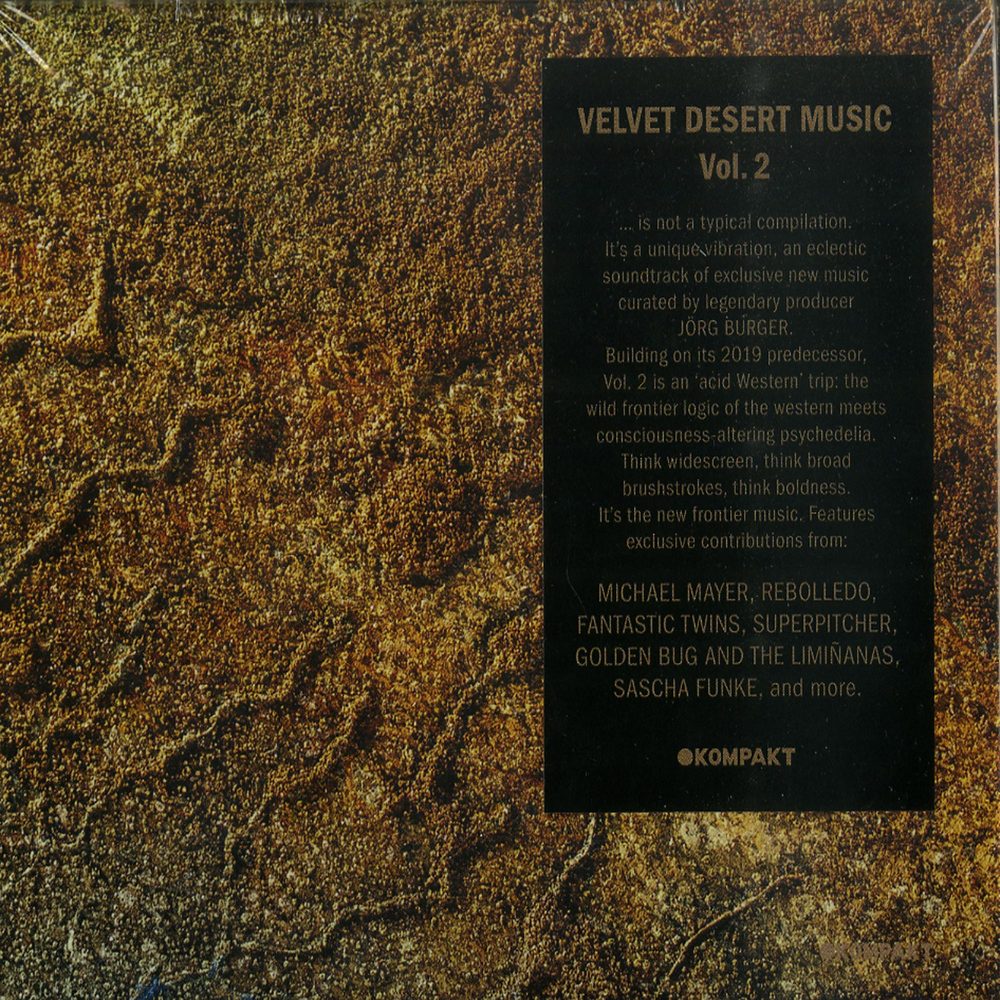 VELVET DESERT MUSIC
Vol. 2
... is not a typical compilation.
It's a unique vibration, an eclectic
soundtrack of exclusive new music
curated by legendary producer
JÖRG BURGER.
Building on its 2019 predecessor,
Vol. 2 is an 'acid Western' trip: the
wild frontier logic of the western meets
consciousness-altering psychedelia.
Think widescreen, think broad
brushstrokes, think boldness.
It's the new frontier music. Features
exclusive contributions from:
MICHAEL MAYER, REBOLLEDO,
FANTASTIC TWINS, SUPERPITCHER,
GOLDEN BUG AND THE LIMIÑANAS,
SASCHA FUNKE, and more.
KOMPAKT
KOMPAKT